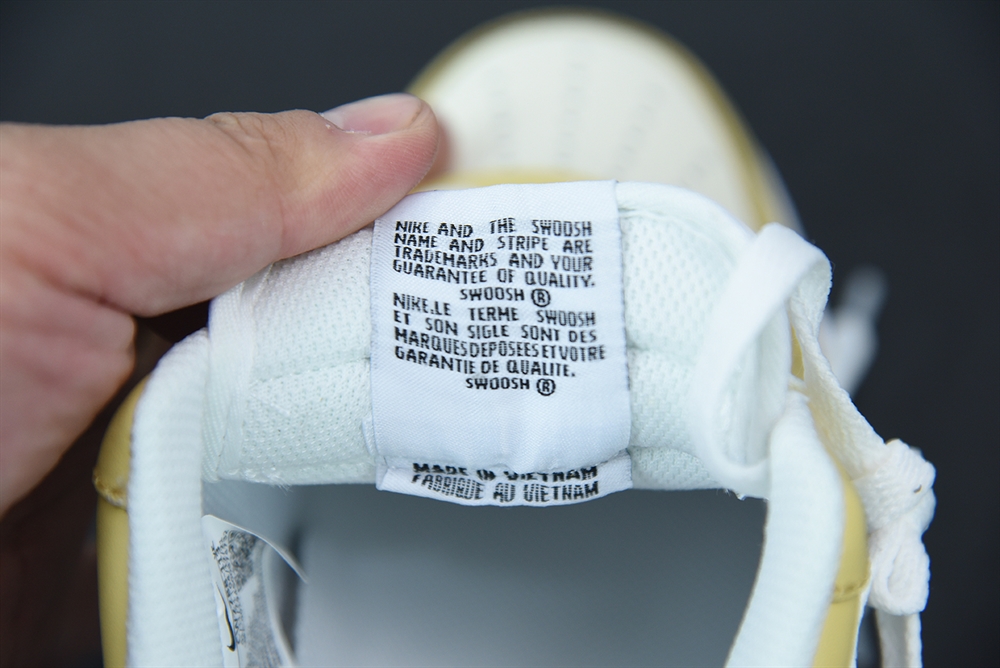 NIKE AND THE SWOOSH
NAME AND STRIPE ARE
TRADEMARKS AND YOUR
GUARANTEE OF QUALITY.
SWOOSH ®
NIKE.LE TERME SWOOSH
ET SON SIGLE SONT DES
MARQUESDEPOSEESETVOTRE
GARANTIE DE QUALITE.
SWOOSH ®
MADE IN VIETNAM
FABRIQUE AU VIETNAM